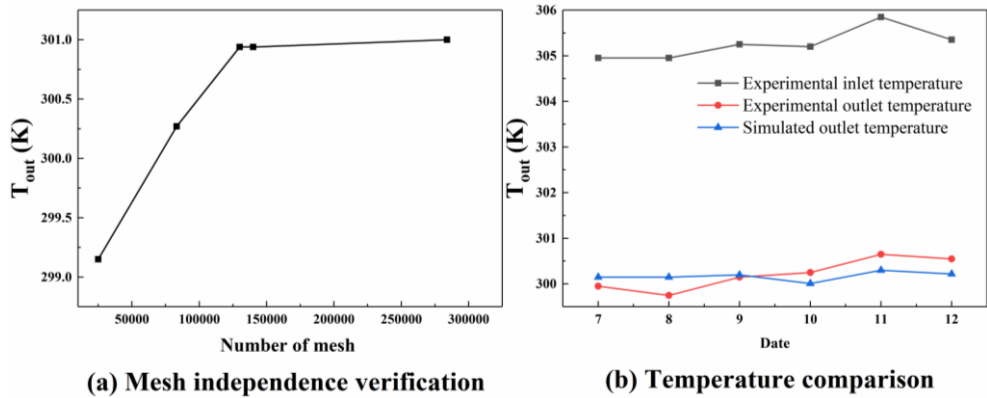 301.0
300.5
300.0
299.5
299.0
T_out (K)
50000 100000 150000 200000 250000 300000
Number of mesh
(a) Mesh independence verification
306
305
304
303
302
301
300
T_out (K)
Experimental inlet temperature
Experimental outlet temperature
Simulated outlet temperature
7 8 9 10 11 12
Date
(b) Temperature comparison